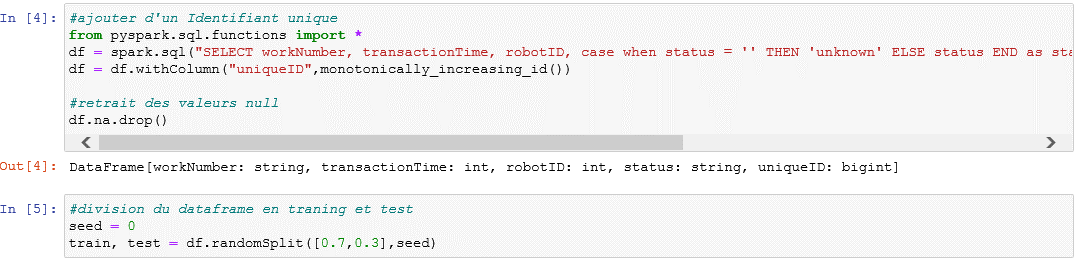 In [4]: #ajouter d'un Identifiant unique
from pyspark.sql.functions import *
df = spark.sql("SELECT workNumber, transactionTime, robotID, case when status = '' THEN 'unknown' ELSE status END as sta
df = df.withColumn("uniqueID",monotonically_increasing_id())
#retrait des valeurs null
df.na.drop()
Out[4]: DataFrame[workNumber: string, transactionTime: int, robotID: int, status: string, uniqueID: bigint]
In [5]: #division du dataframe en traning et test
seed = 0
train, test = df.randomSplit([0.7,0.3],seed)